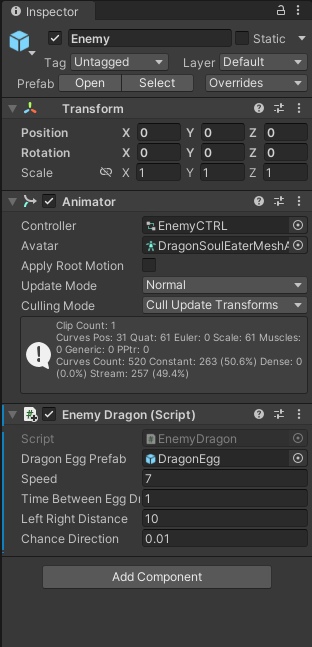 Inspector
Enemy Static
Tag Untagged Layer Default
Prefab Open Select Overrides
Transform
Position X 0 Y 0 Z 0
Rotation X 0 Y 0 Z 0
Scale X 1 Y 1 Z 1
Animator
Controller EnemyCTRL
Avatar DragonSoulEaterMeshA
Apply Root Motion
Update Mode Normal
Culling Mode Cull Update Transforms
Clip Count: 1
Curves Pos: 31 Quat: 61 Euler: 0 Scale: 61 Muscles:
0 Generic: 0 PPtr: 0
Curves Count: 520 Constant: 263 (50.6%) Dense: 0
(0.0%) Stream: 257 (49.4%)
Enemy Dragon (Script)
Script EnemyDragon
Dragon Egg Prefab DragonEgg
Speed 7
Time Between Egg Dr 1
Left Right Distance 10
Chance Direction 0.01
Add Component